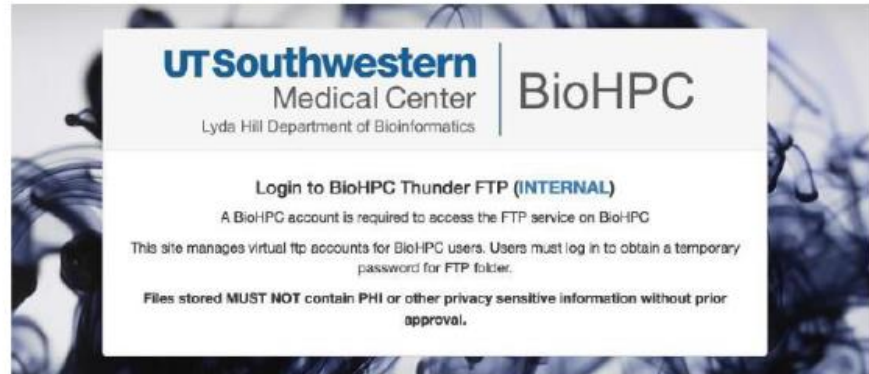 UTSouthwestern
Medical Center
Lyda Hill Department of Bioinformatics
BioHPC
Login to BioHPC Thunder FTP (INTERNAL)
A BioHPC account is required to access the FTP service on BioHPC
This site manages virtual ftp accounts for BioHPC users. Users must log in to obtain a temporary
password for FTP folder.
Files stored MUST NOT contain PHI or other privacy sensitive information without prior
approval.